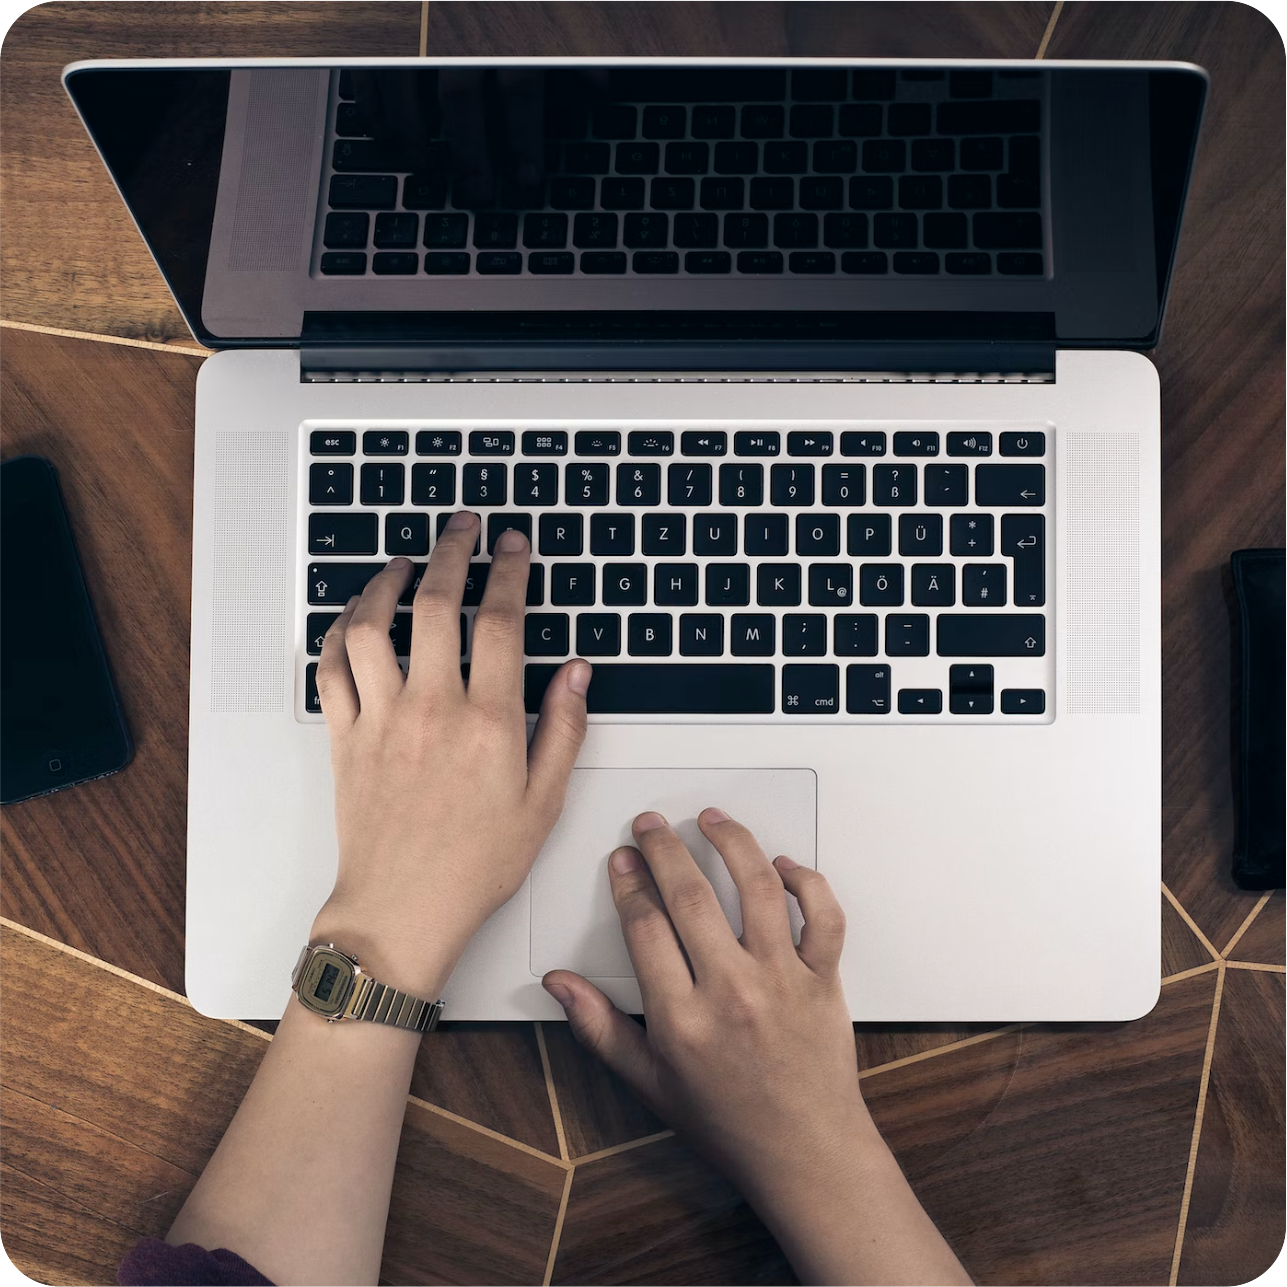 esc F1 F2 F3 F4 F5 F6 F7 F8 F9 F10 F11 F12
° ! " § $ % & / ( ) = ? `
^ 1 2 3 4 5 6 7 8 9 0 ß ´
Q R T Z U I O P Ü * +
A S F G H J K L @ Ö Ä ' #
> C V B N M ; , : . _ -
alt
cmd